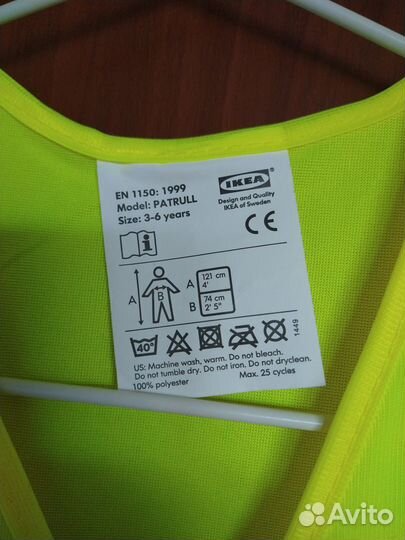 EN 1150: 1999
Model: PATRULL
Size: 3-6 years
IKEA
Design and Quality
IKEA of Sweden
CE
i
A
B
A
121 cm
4'
B
74 cm
2' 5"
40°
1449
US: Machine wash, warm. Do not bleach.
Do not tumble dry. Do not iron. Do not dryclean.
100% polyester
Max. 25 cycles
Avito